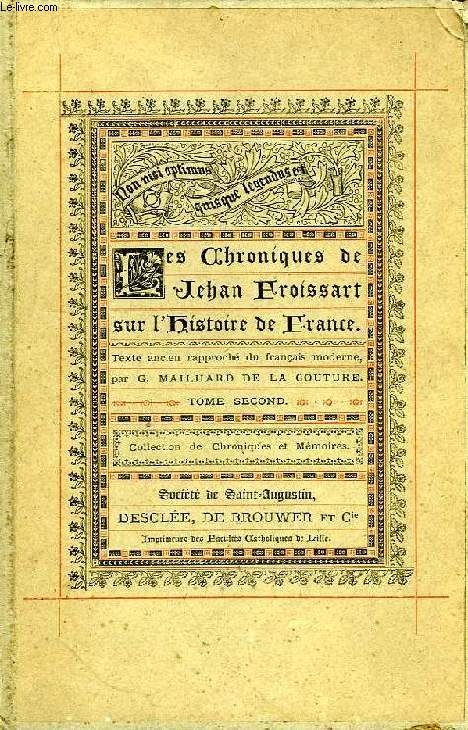 Le-livre.com
Non nisi optimus
quisque legendus est
Les Chroniques de
Jehan Froissart
sur l'Histoire de France.
Texte ancien rapproché du français moderne,
par G. MAILLIARD DE LA COUTURE.
TOME SECOND.
Collection de Chroniques et Mémoires.
Société de Saint-Augustin,
DESCLÉE, DE BROUWER ET Cie
Imprimeurs des Facultés Catholiques de Lille.